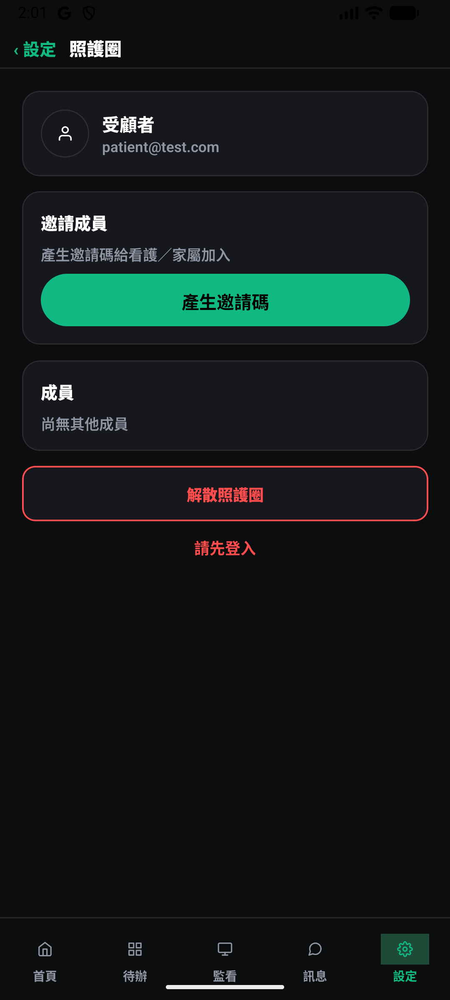 2:01
‹ 設定 照護圈
受顧者
patient@test.com
邀請成員
產生邀請碼給看護／家屬加入
產生邀請碼
成員
尚無其他成員
解散照護圈
請先登入
首頁 待辦 監看 訊息 設定